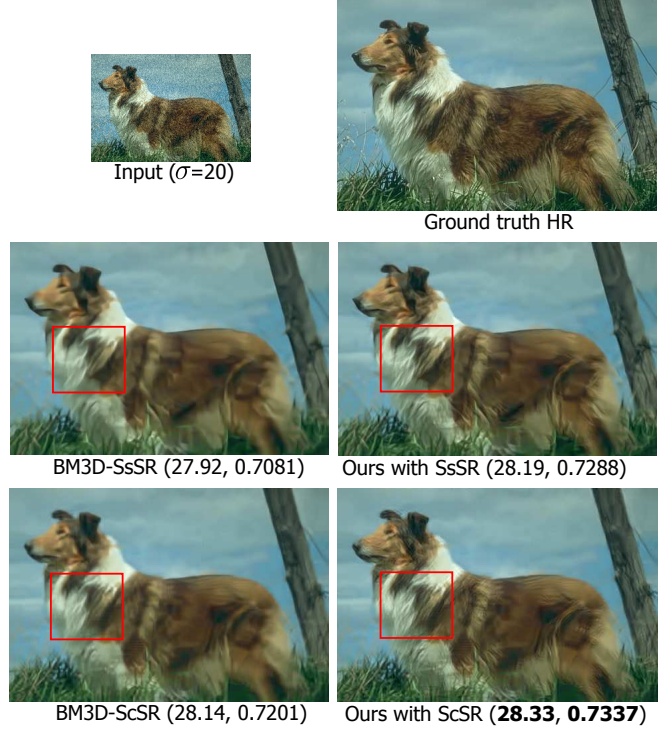 Input (σ=20)
Ground truth HR
BM3D-SsSR (27.92, 0.7081)
Ours with SsSR (28.19, 0.7288)
BM3D-ScSR (28.14, 0.7201)
Ours with ScSR (28.33, 0.7337)